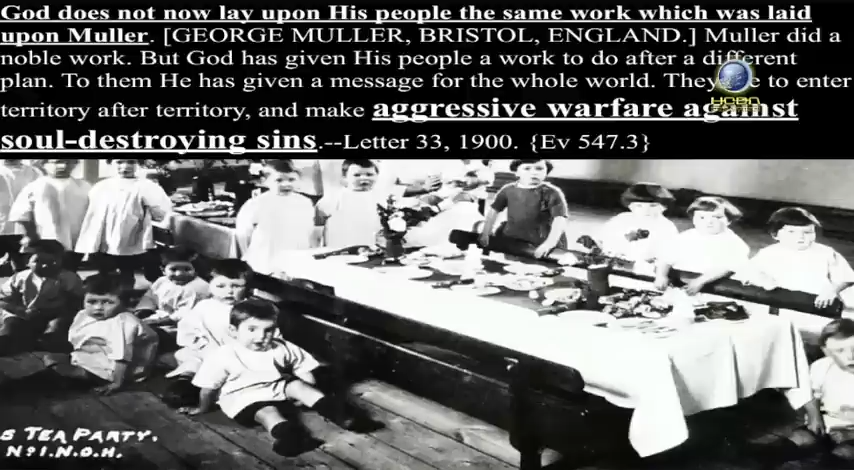 God does not now lay upon His people the same work which was laid
upon Muller. [GEORGE MULLER, BRISTOL, ENGLAND.] Muller did a
noble work. But God has given His people a work to do after a different
plan. To them He has given a message for the whole world. They to enter
territory after territory, and make aggressive warfare against
soul-destroying sins.--Letter 33, 1900. {Ev 547.3}
S TEA PARTY.
Nº1.N.O.H.